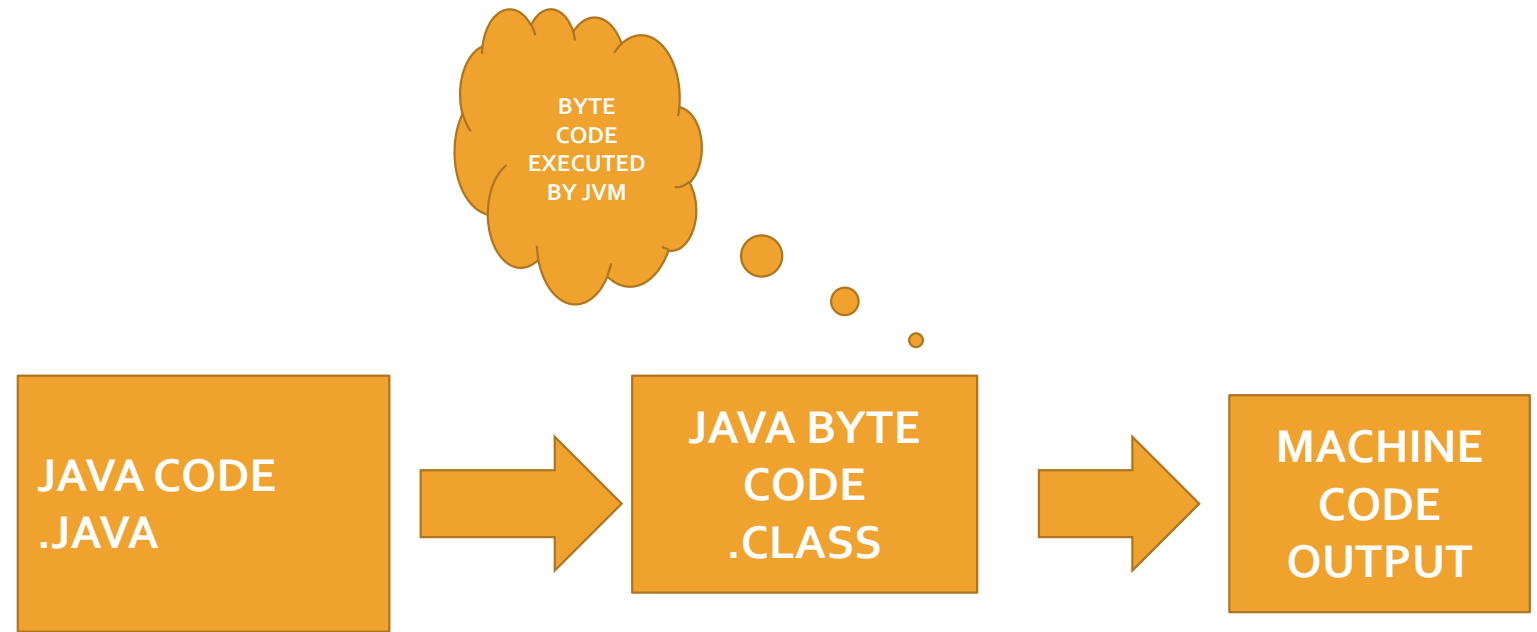 BYTE
CODE
EXECUTED
BY JVM
JAVA CODE
.JAVA
JAVA BYTE
CODE
.CLASS
MACHINE
CODE
OUTPUT